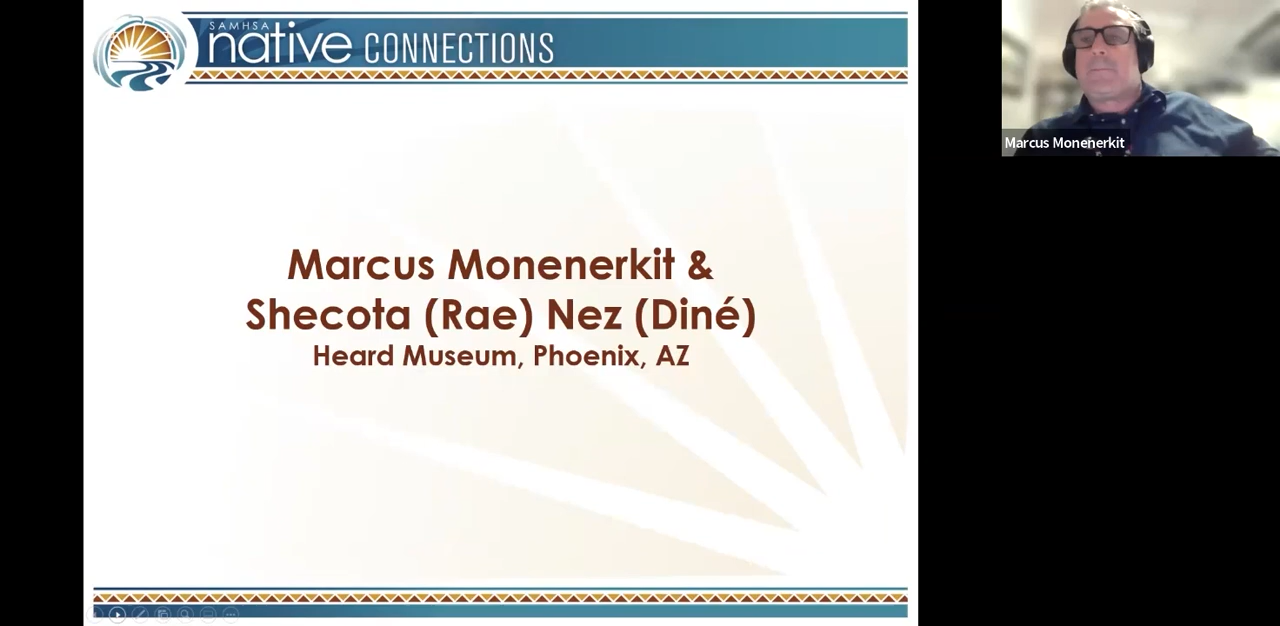 SAMHSA
native CONNECTIONS
Marcus Monenerkit &
Shecota (Rae) Nez (Diné)
Heard Museum, Phoenix, AZ
Marcus Monenerkit